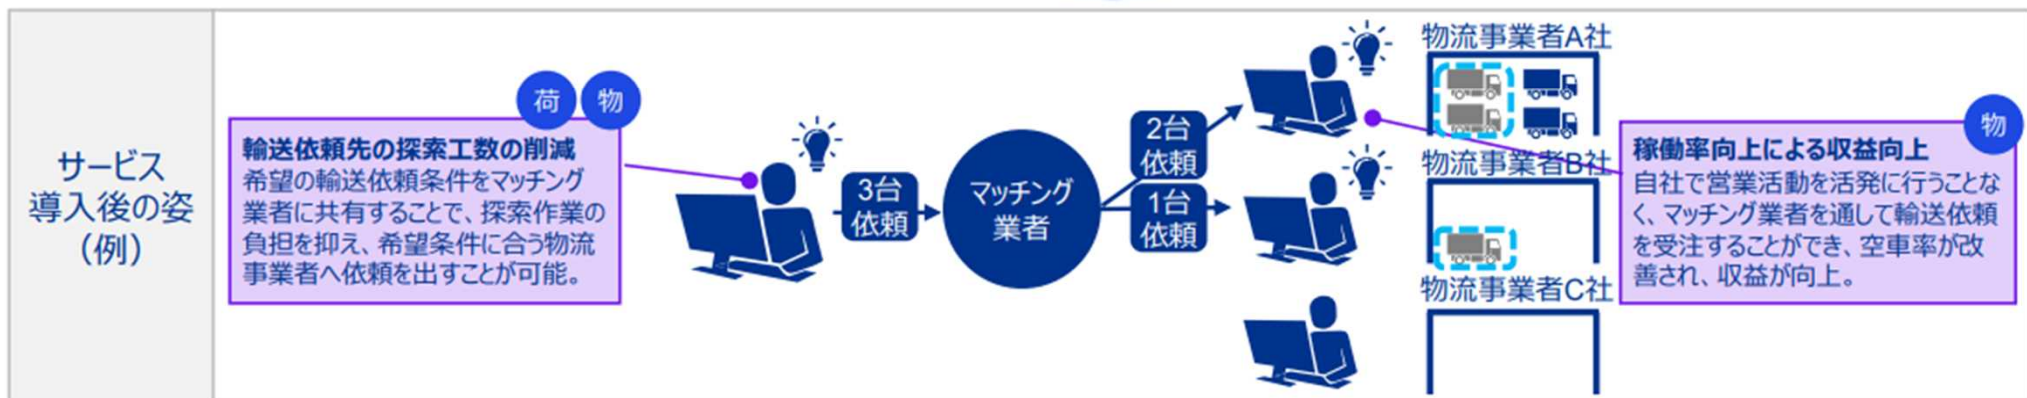 サービス
導入後の姿
（例）
荷
物
輸送依頼先の探索工数の削減
希望の輸送依頼条件をマッチング
業者に共有することで、探索作業の
負担を抑え、希望条件に合う物流
事業者へ依頼を出すことが可能。
3台
依頼
マッチング
業者
2台
依頼
1台
依頼
物流事業者A社
物流事業者B社
物流事業者C社
物
稼働率向上による収益向上
自社で営業活動を活発に行うことな
く、マッチング業者を通して輸送依頼
を受注することができ、空車率が改
善され、収益が向上。